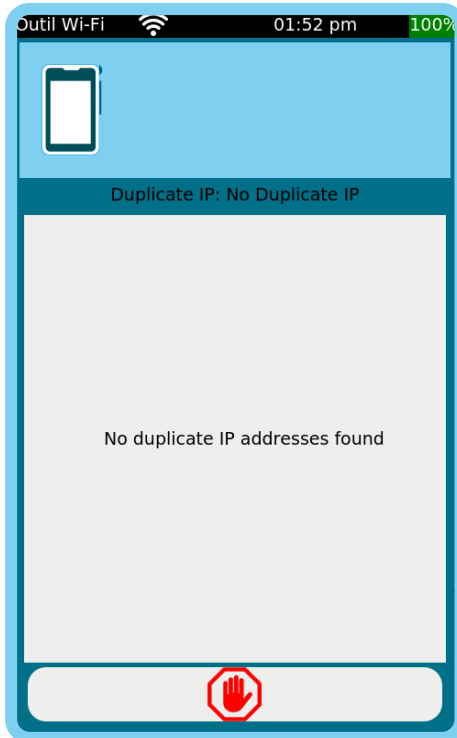 Outil Wi-Fi 01:52 pm 100%
Duplicate IP: No Duplicate IP
No duplicate IP addresses found